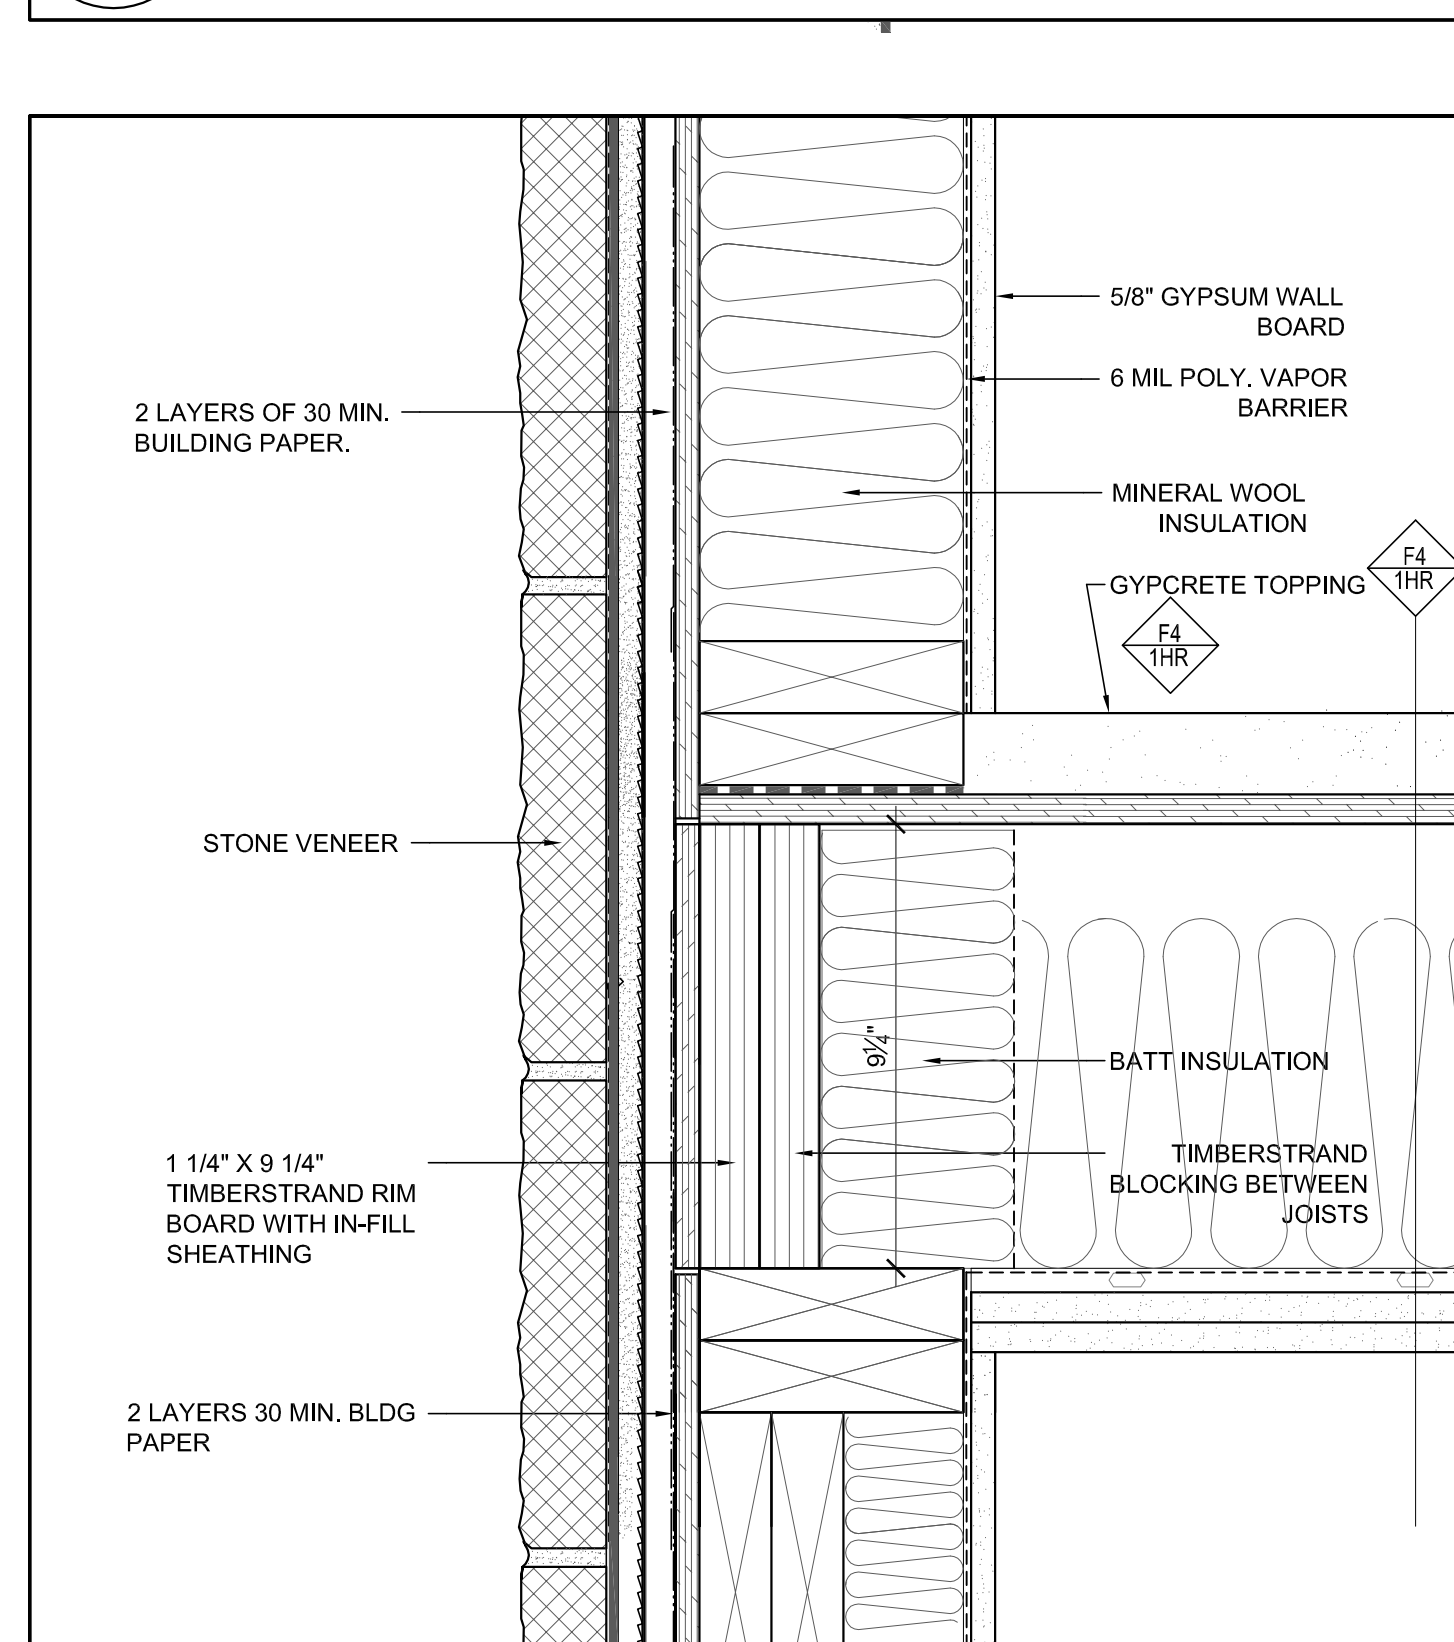 5/8" GYPSUM WALL
BOARD
6 MIL POLY. VAPOR
BARRIER
2 LAYERS OF 30 MIN.
BUILDING PAPER.
MINERAL WOOL
INSULATION
F4
1HR
GYPCRETE TOPPING
F4
1HR
STONE VENEER
9 1/4"
BATT INSULATION
1 1/4" X 9 1/4"
TIMBERSTRAND RIM
BOARD WITH IN-FILL
SHEATHING
TIMBERSTRAND
BLOCKING BETWEEN
JOISTS
2 LAYERS 30 MIN. BLDG
PAPER